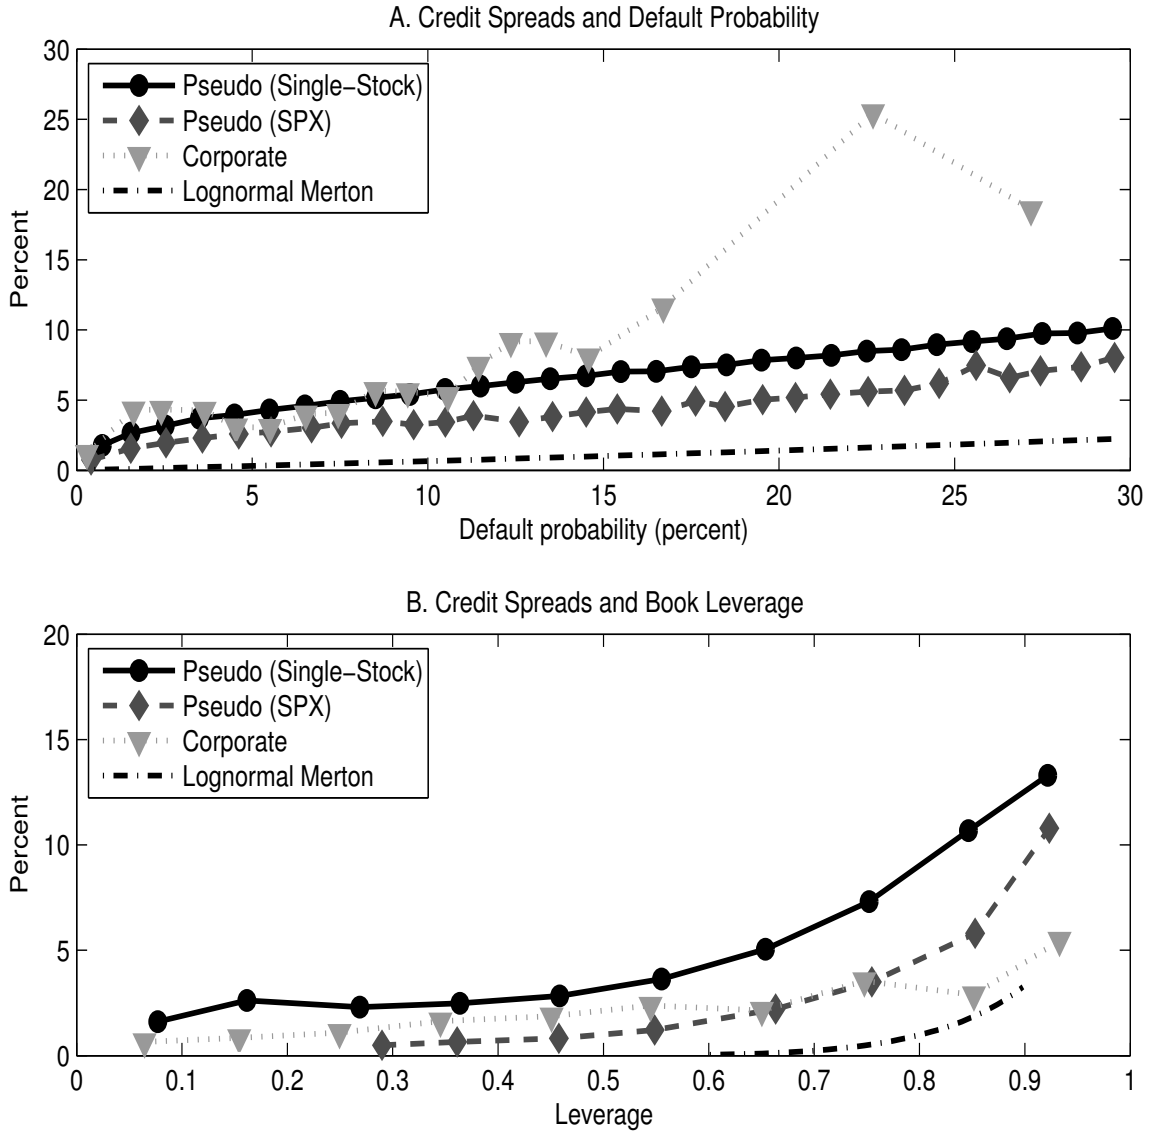 A. Credit Spreads and Default Probability
30
25
20
15
10
5
0
Percent
Pseudo (Single−Stock)
Pseudo (SPX)
Corporate
Lognormal Merton
0 5 10 15 20 25 30
Default probability (percent)
B. Credit Spreads and Book Leverage
20
15
10
5
0
Percent
Pseudo (Single−Stock)
Pseudo (SPX)
Corporate
Lognormal Merton
0 0.1 0.2 0.3 0.4 0.5 0.6 0.7 0.8 0.9 1
Leverage